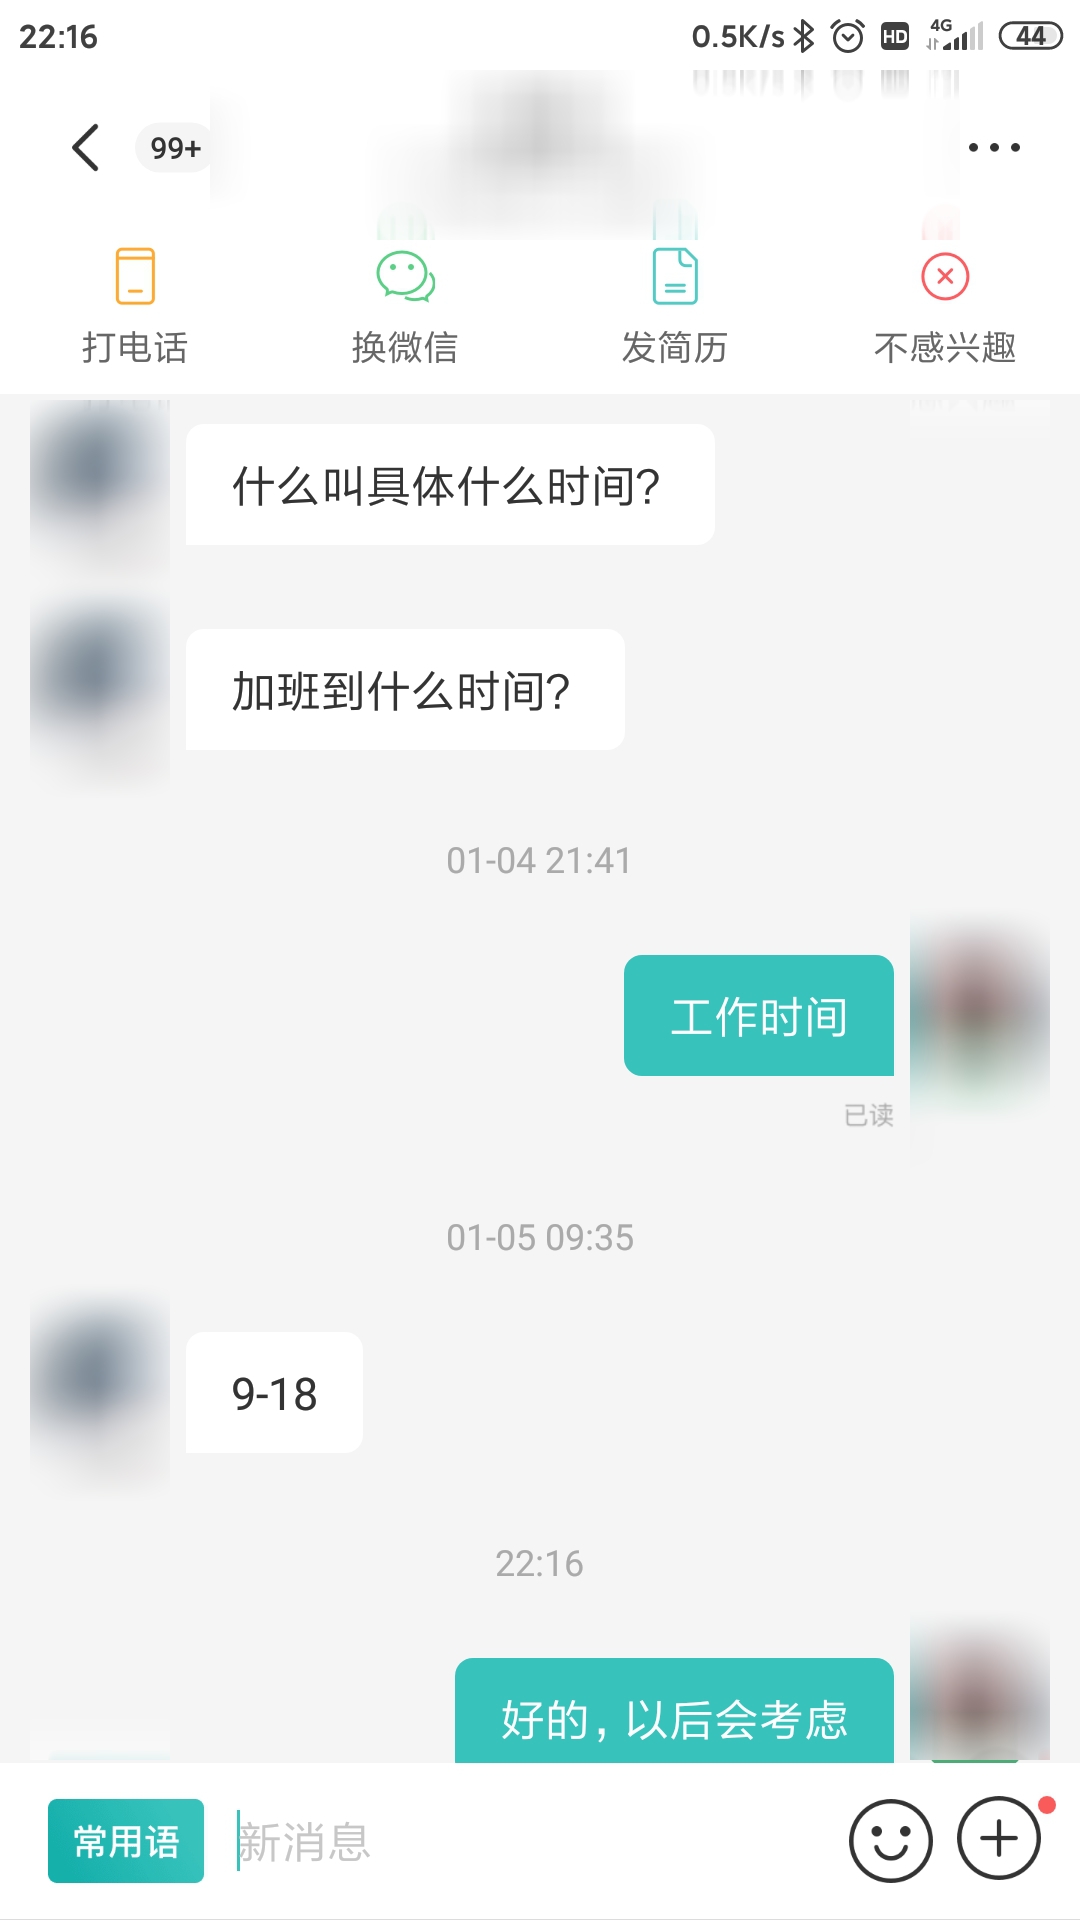 22:16 0.5K/s HD 4G 44
99+
打电话 换微信 发简历 不感兴趣
什么叫具体什么时间?
加班到什么时间?
01-04 21:41
工作时间
已读
01-05 09:35
9-18
22:16
好的, 以后会考虑
常用语 新消息